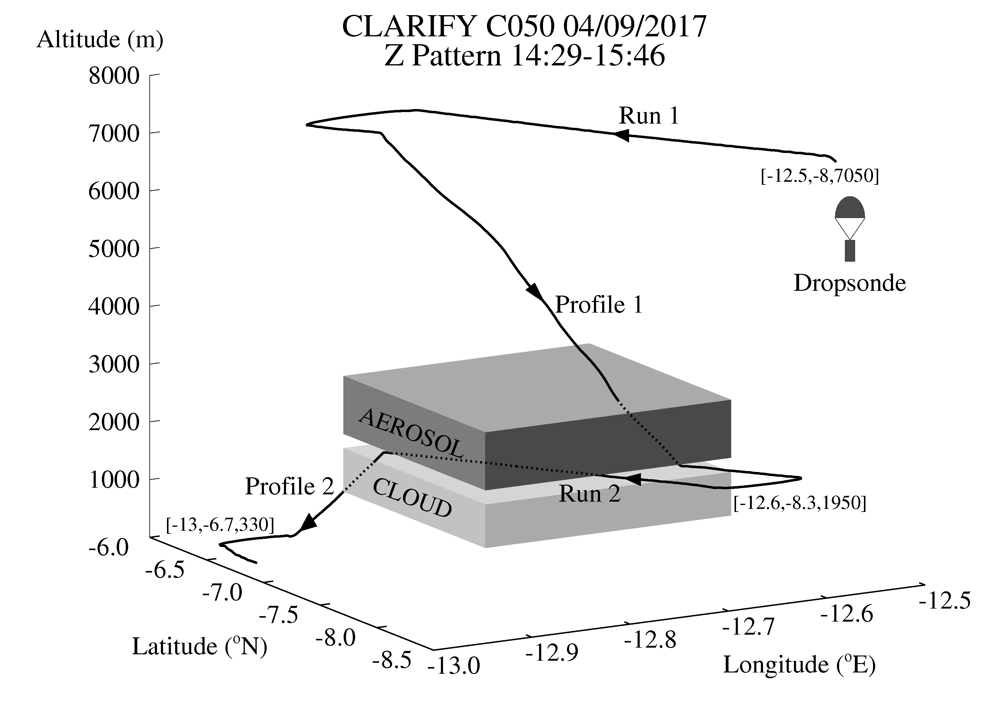 CLARIFY C050 04/09/2017
Z Pattern 14:29-15:46
Altitude (m)
8000
7000
6000
5000
4000
3000
2000
1000
Run 1
[-12.5,-8,7050]
Dropsonde
Profile 1
AEROSOL
CLOUD
Profile 2
Run 2
[-12.6,-8.3,1950]
[-13,-6.7,330]
-6.0
-6.5
-7.0
-7.5
-8.0
-8.5
Latitude (°N)
-13.0
-12.9
-12.8
-12.7
-12.6
-12.5
Longitude (°E)